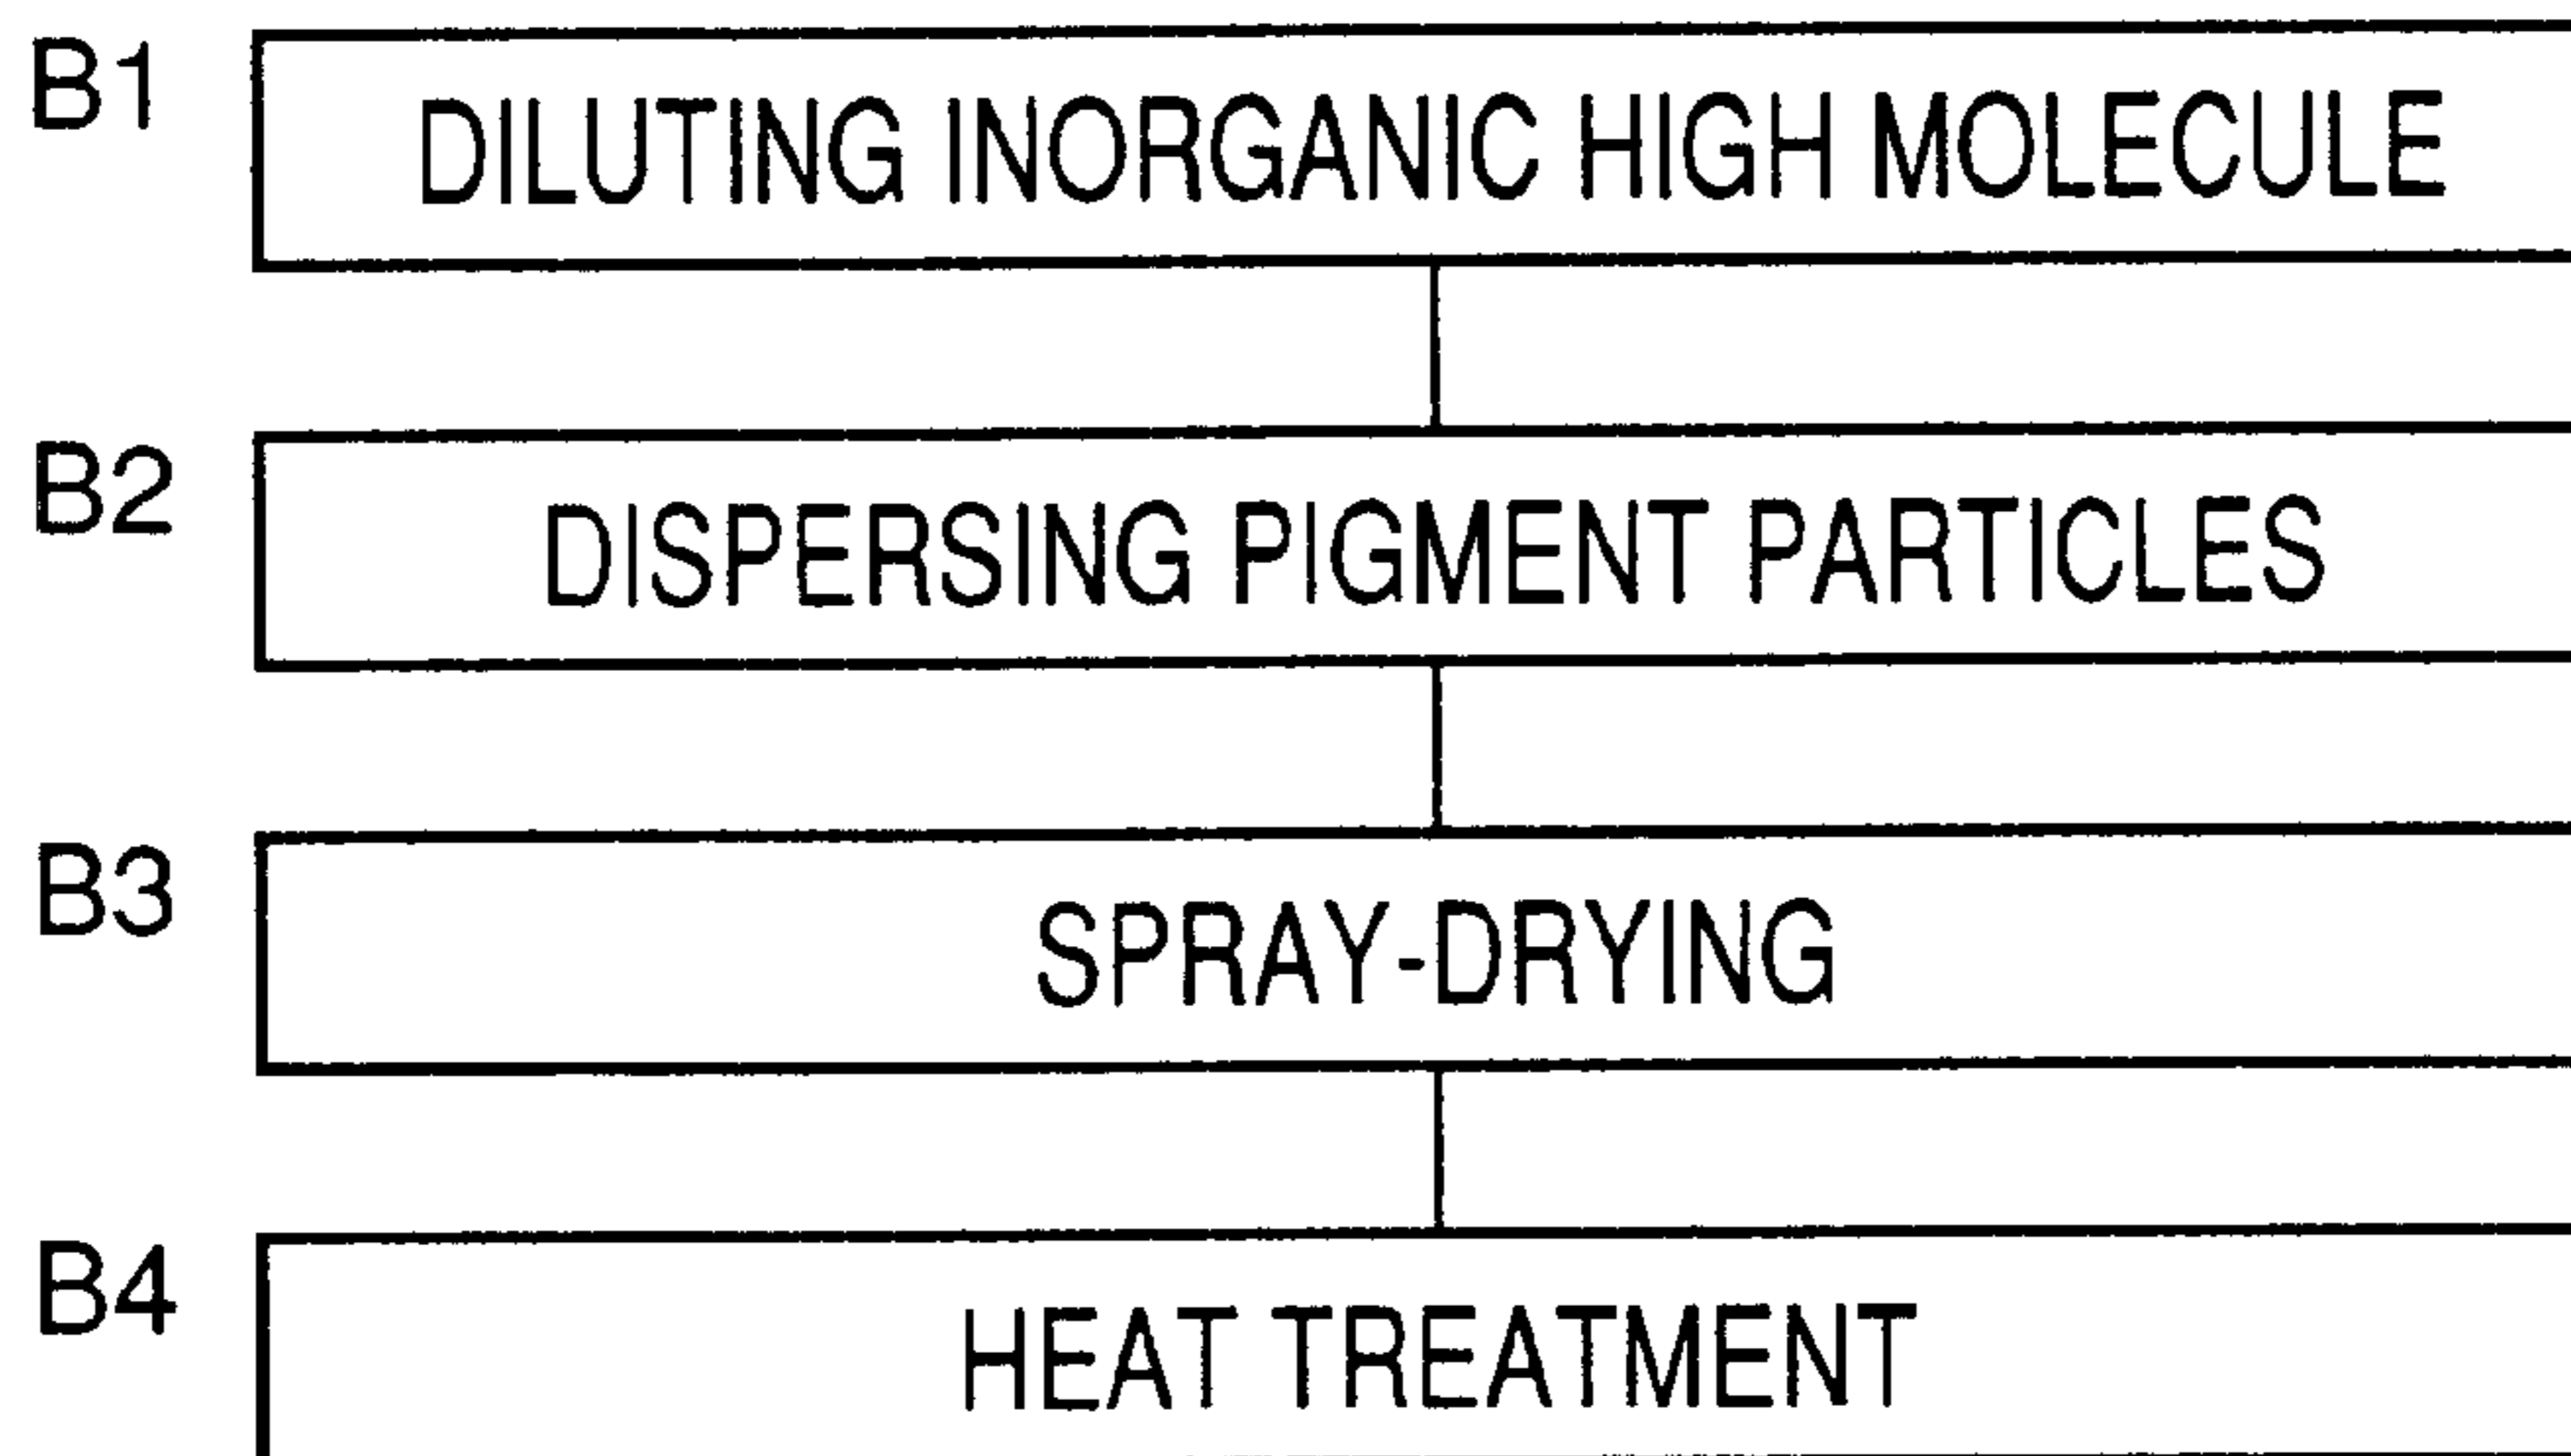 B1 DILUTING INORGANIC HIGH MOLECULE
B2 DISPERSING PIGMENT PARTICLES
B3 SPRAY-DRYING
B4 HEAT TREATMENT